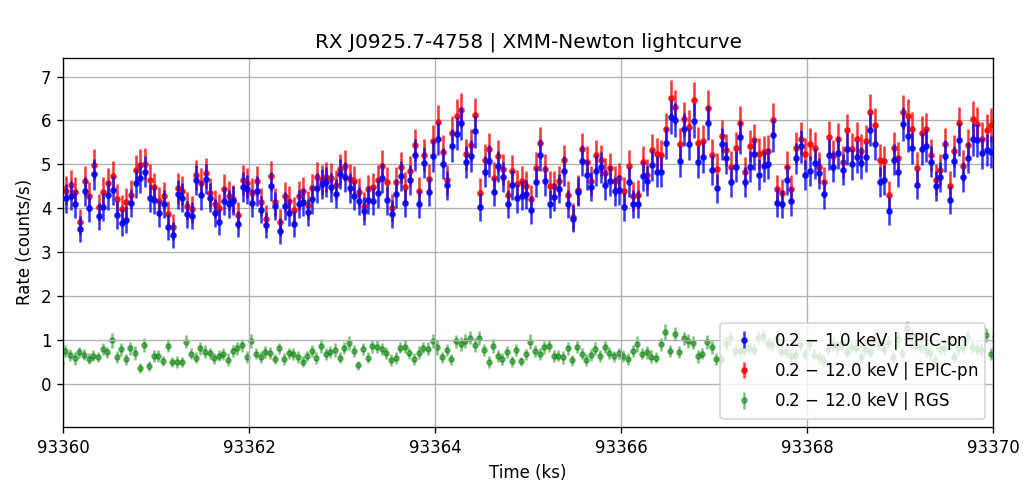 RX J0925.7-4758 | XMM-Newton lightcurve
7
6
5
4
3
2
1
0
Rate (counts/s)
0.2 − 1.0 keV | EPIC-pn
0.2 − 12.0 keV | EPIC-pn
0.2 − 12.0 keV | RGS
93360 93362 93364 93366 93368 93370
Time (ks)